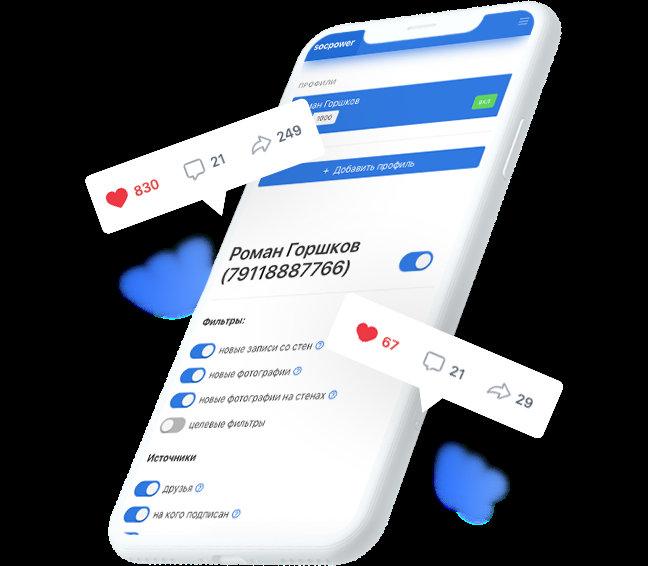 socpower
ПРОФИЛИ
Горшков
вкл
1000
+ Добавить профиль
830 21 249
Роман Горшков
(79118887766)
Фильтры:
новые записи со стен ?
новые фотографии ?
новые фотографии на стенах ?
целевые фильтры
67 21 29
Источники
друзья ?
на кого подписан ?